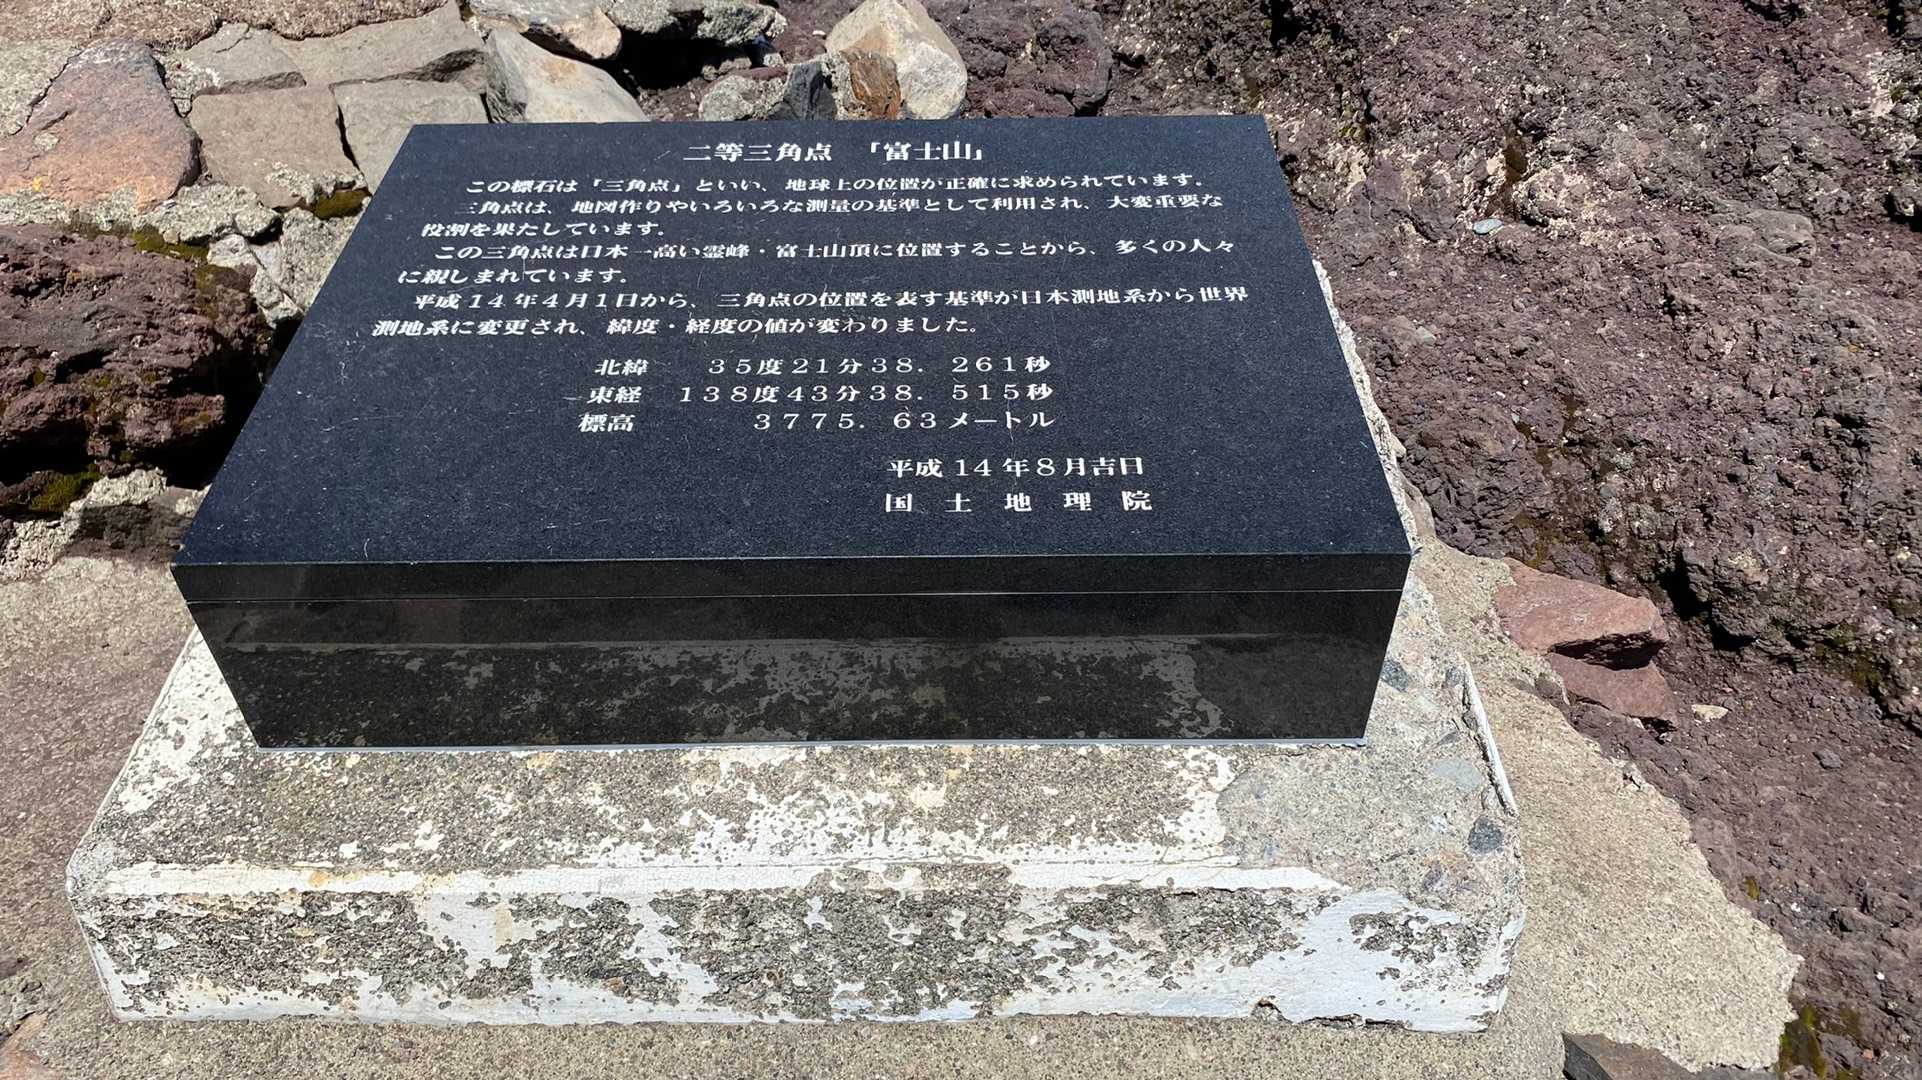 二等三角点　「富士山」
この標石は「三角点」といい、地球上の位置が正確に求められています。
三角点は、地図作りやいろいろな測量の基準として利用され、大変重要な
役割を果たしています。
この三角点は日本一高い霊峰・富士山頂に位置することから、多くの人々
に親しまれています。
平成14年4月1日から、三角点の位置を表す基準が日本測地系から世界
測地系に変更され、緯度・経度の値が変わりました。
北緯　35度21分38．261秒
東経　138度43分38．515秒
標高　3775．63メートル
平成14年8月吉日
国土地理院